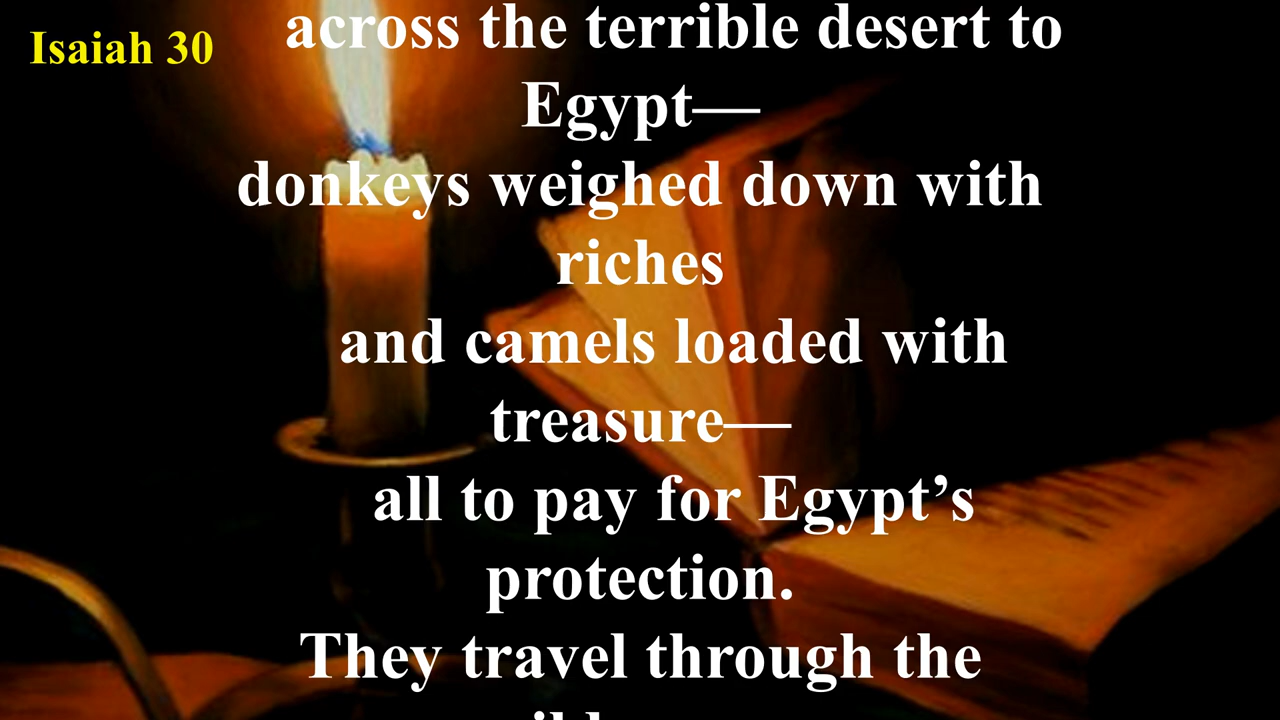 Isaiah 30
across the terrible desert to
Egypt—
donkeys weighed down with
riches
and camels loaded with
treasure—
all to pay for Egypt’s
protection.
They travel through the